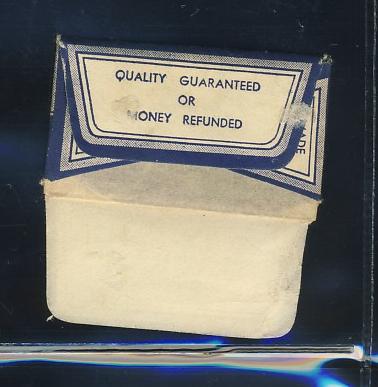 QUALITY GUARANTEED
OR
MONEY REFUNDED